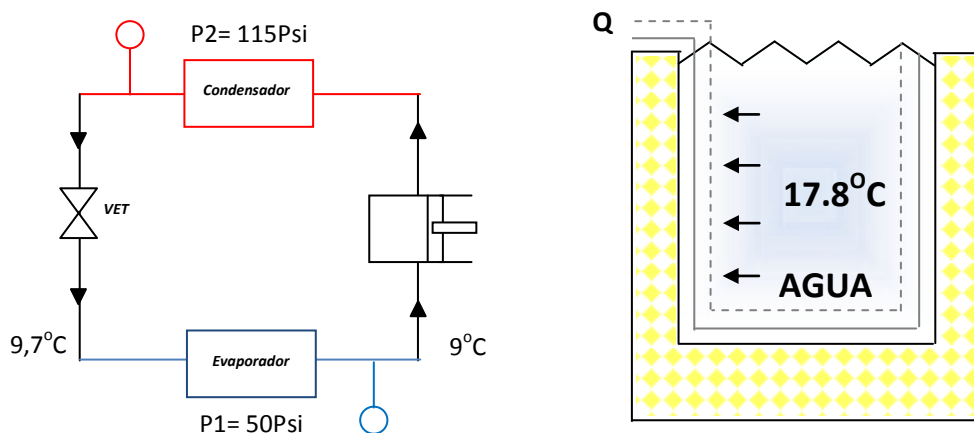 P2= 115Psi
Condensador
VET
9,7°C
Evaporador
9°C
P1= 50Psi
Q
17.8°C
AGUA